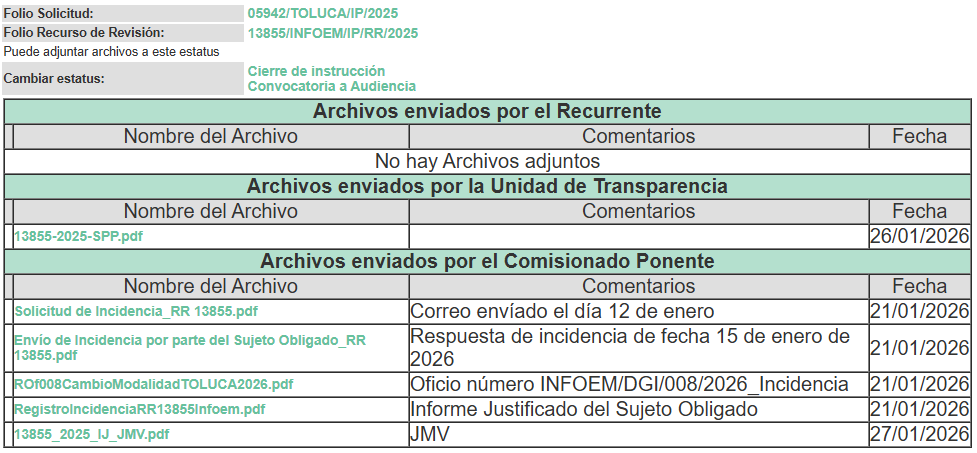 Folio Solicitud: 05942/TOLUCA/IP/2025
Folio Recurso de Revisión: 13855/INFOEM/IP/RR/2025
Puede adjuntar archivos a este estatus
Cambiar estatus: Cierre de instrucción
Convocatoria a Audiencia
Archivos enviados por el Recurrente
Nombre del Archivo Comentarios Fecha
No hay Archivos adjuntos
Archivos enviados por la Unidad de Transparencia
Nombre del Archivo Comentarios Fecha
13855-2025-SPP.pdf 26/01/2026
Archivos enviados por el Comisionado Ponente
Nombre del Archivo Comentarios Fecha
Solicitud de Incidencia_RR 13855.pdf Correo envíado el día 12 de enero 21/01/2026
Envío de Incidencia por parte del Sujeto Obligado_RR 13855.pdf Respuesta de incidencia de fecha 15 de enero de 2026 21/01/2026
ROf008CambioModalidadTOLUCA2026.pdf Oficio número INFOEM/DGI/008/2026_Incidencia 21/01/2026
RegistroIncidenciaRR13855Infoem.pdf Informe Justificado del Sujeto Obligado 21/01/2026
13855_2025_IJ_JMV.pdf JMV 27/01/2026